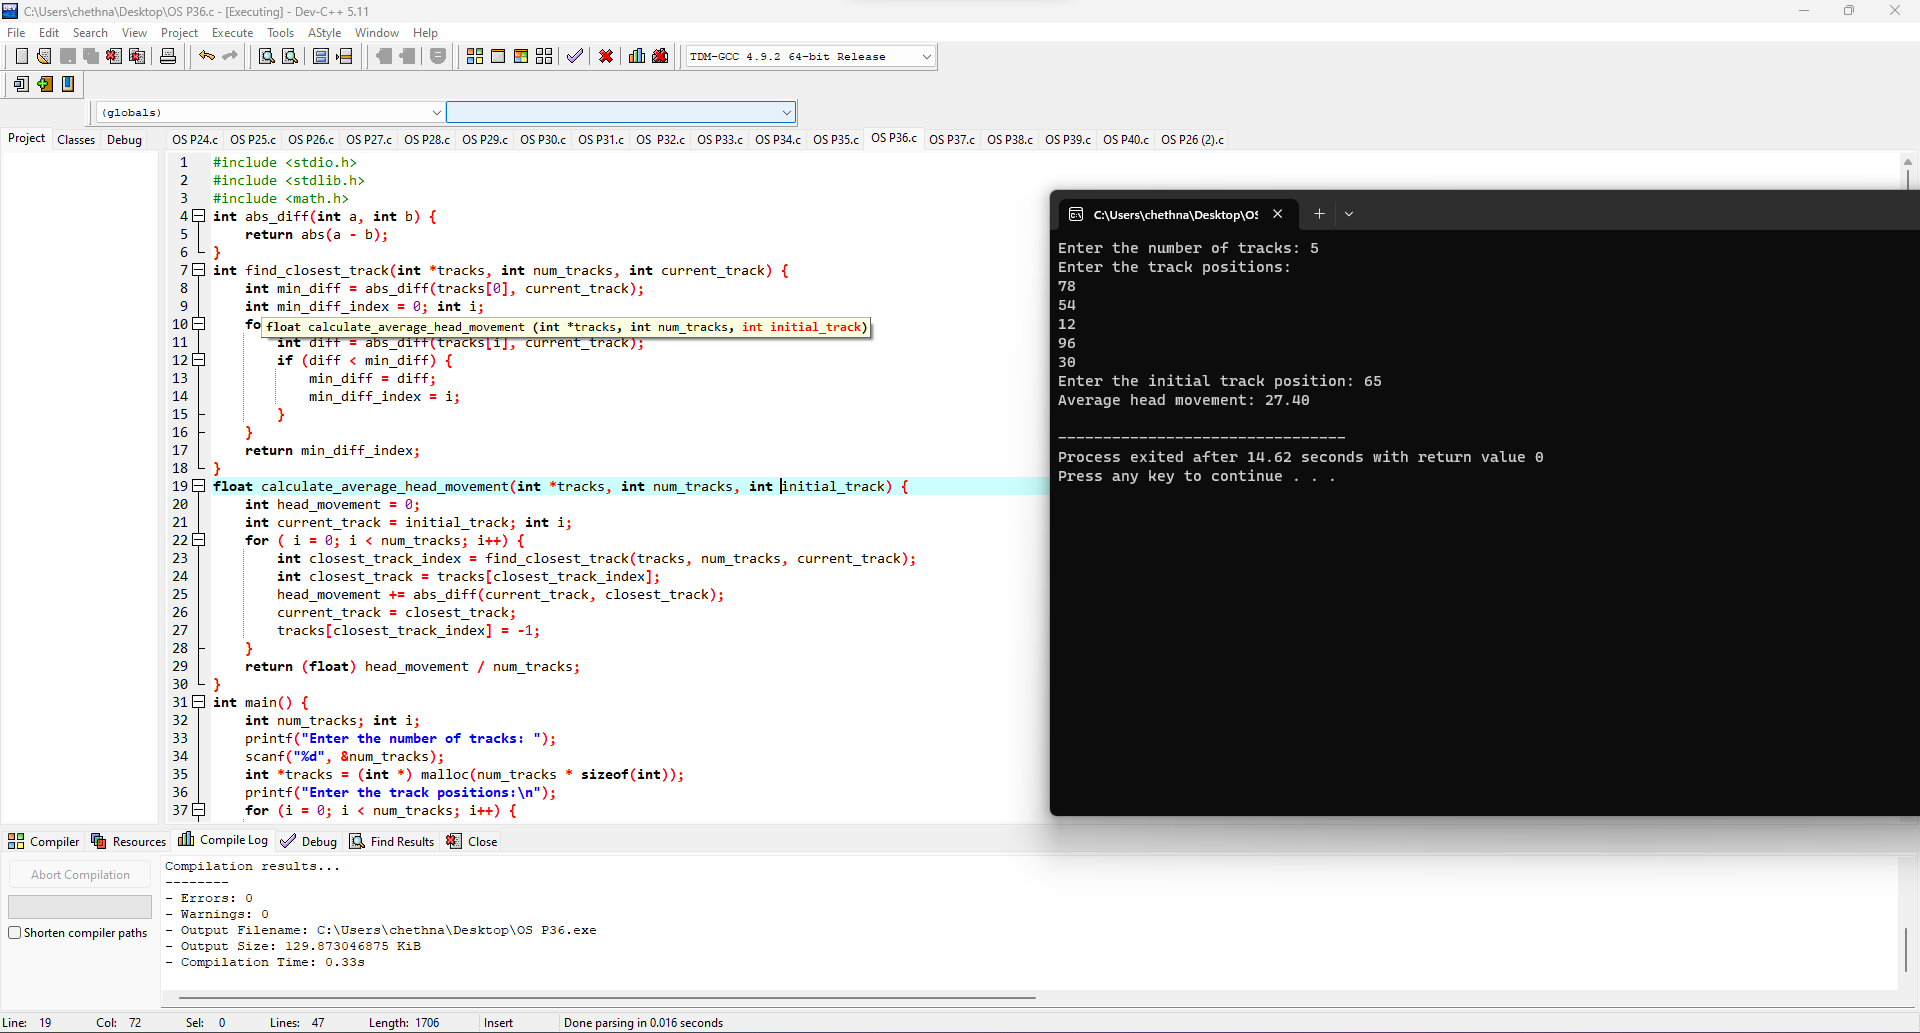 C:\Users\chethna\Desktop\OS P36.c - [Executing] - Dev-C++ 5.11
File Edit Search View Project Execute Tools AStyle Window Help
TDM-GCC 4.9.2 64-bit Release
(globals)
Project Classes Debug
OS P24.c OS P25.c OS P26.c OS P27.c OS P28.c OS P29.c OS P30.c OS P31.c OS P32.c OS P33.c OS P34.c OS P35.c OS P36.c OS P37.c OS P38.c OS P39.c OS P40.c OS P26 (2).c
1 #include <stdio.h>
2 #include <stdlib.h>
3 #include <math.h>
4 int abs_diff(int a, int b) {
5 return abs(a - b);
6 }
7 int find_closest_track(int *tracks, int num_tracks, int current_track) {
8 int min_diff = abs_diff(tracks[0], current_track);
9 int min_diff_index = 0; int i;
10 fo
float calculate_average_head_movement (int *tracks, int num_tracks, int initial_track)
11 int diff = abs_diff(tracks[i], current_track);
12 if (diff < min_diff) {
13 min_diff = diff;
14 min_diff_index = i;
15 }
16 }
17 return min_diff_index;
18 }
19 float calculate_average_head_movement(int *tracks, int num_tracks, int initial_track) {
20 int head_movement = 0;
21 int current_track = initial_track; int i;
22 for ( i = 0; i < num_tracks; i++) {
23 int closest_track_index = find_closest_track(tracks, num_tracks, current_track);
24 int closest_track = tracks[closest_track_index];
25 head_movement += abs_diff(current_track, closest_track);
26 current_track = closest_track;
27 tracks[closest_track_index] = -1;
28 }
29 return (float) head_movement / num_tracks;
30 }
31 int main() {
32 int num_tracks; int i;
33 printf("Enter the number of tracks: ");
34 scanf("%d", &num_tracks);
35 int *tracks = (int *) malloc(num_tracks * sizeof(int));
36 printf("Enter the track positions:\n");
37 for (i = 0; i < num_tracks; i++) {
C:\Users\chethna\Desktop\OS
Enter the number of tracks: 5
Enter the track positions:
78
54
12
96
30
Enter the initial track position: 65
Average head movement: 27.40
--------------------------------
Process exited after 14.62 seconds with return value 0
Press any key to continue . . .
Compiler Resources Compile Log Debug Find Results Close
Abort Compilation
Shorten compiler paths
Compilation results...
--------
- Errors: 0
- Warnings: 0
- Output Filename: C:\Users\chethna\Desktop\OS P36.exe
- Output Size: 129.873046875 KiB
- Compilation Time: 0.33s
Line: 19 Col: 72 Sel: 0 Lines: 47 Length: 1706 Insert Done parsing in 0.016 seconds